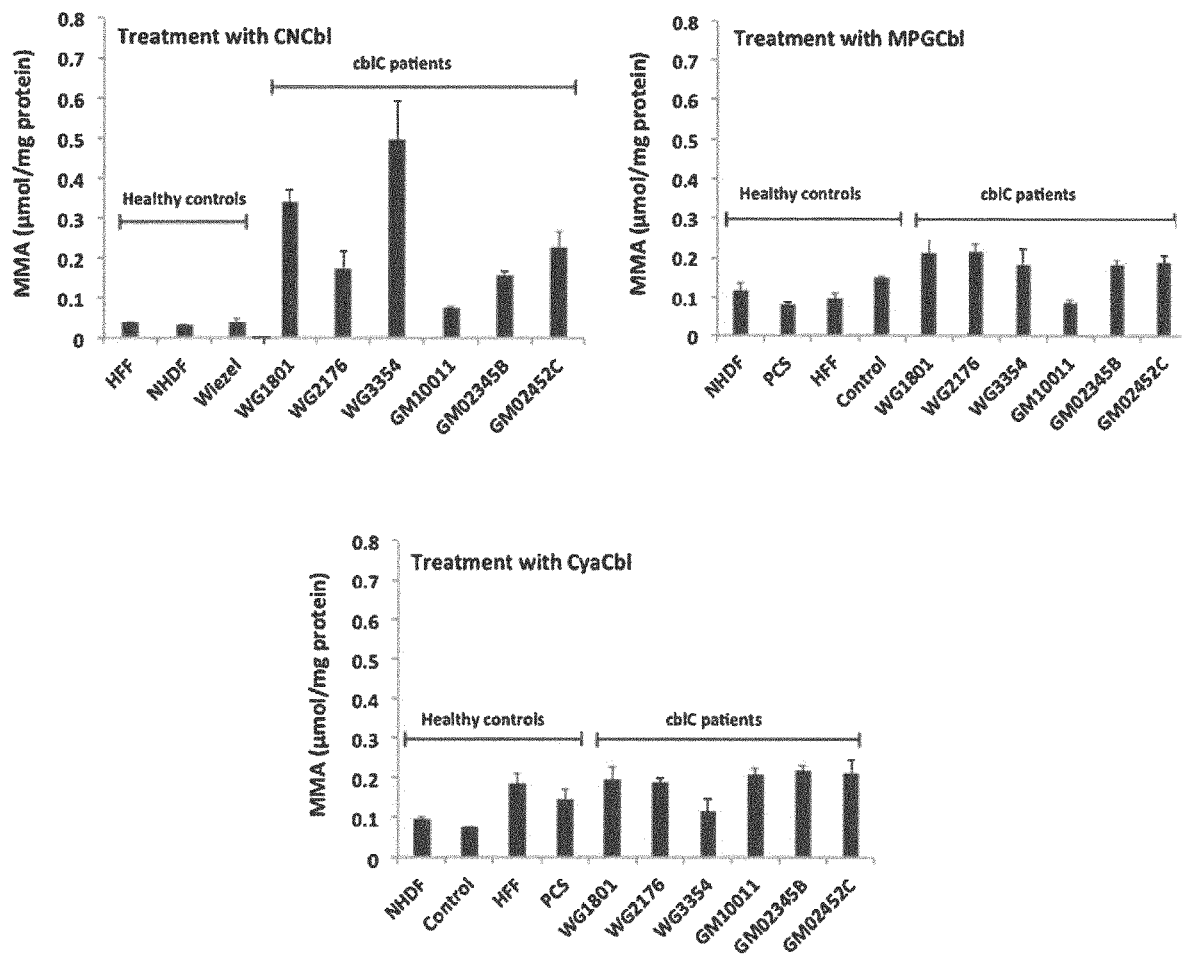 Treatment with CNCbl
cblC patients
Healthy controls
MMA (µmol/mg protein)
0.8
0.7
0.6
0.5
0.4
0.3
0.2
0.1
0
HFF
NHDF
Wiezel
WG1801
WG2176
WG3354
GM10011
GM02345B
GM02452C
Treatment with MPGCbl
Healthy controls
cblC patients
MMA (µmol/mg protein)
0.8
0.7
0.6
0.5
0.4
0.3
0.2
0.1
0
NHDF
PCS
HFF
Control
WG1801
WG2176
WG3354
GM10011
GM02345B
GM02452C
Treatment with CyaCbl
Healthy controls
cblC patients
MMA (µmol/mg protein)
0.8
0.7
0.6
0.5
0.4
0.3
0.2
0.1
0
NHDF
Control
HFF
PCS
WG1801
WG2176
WG3354
GM10011
GM02345B
GM02452C